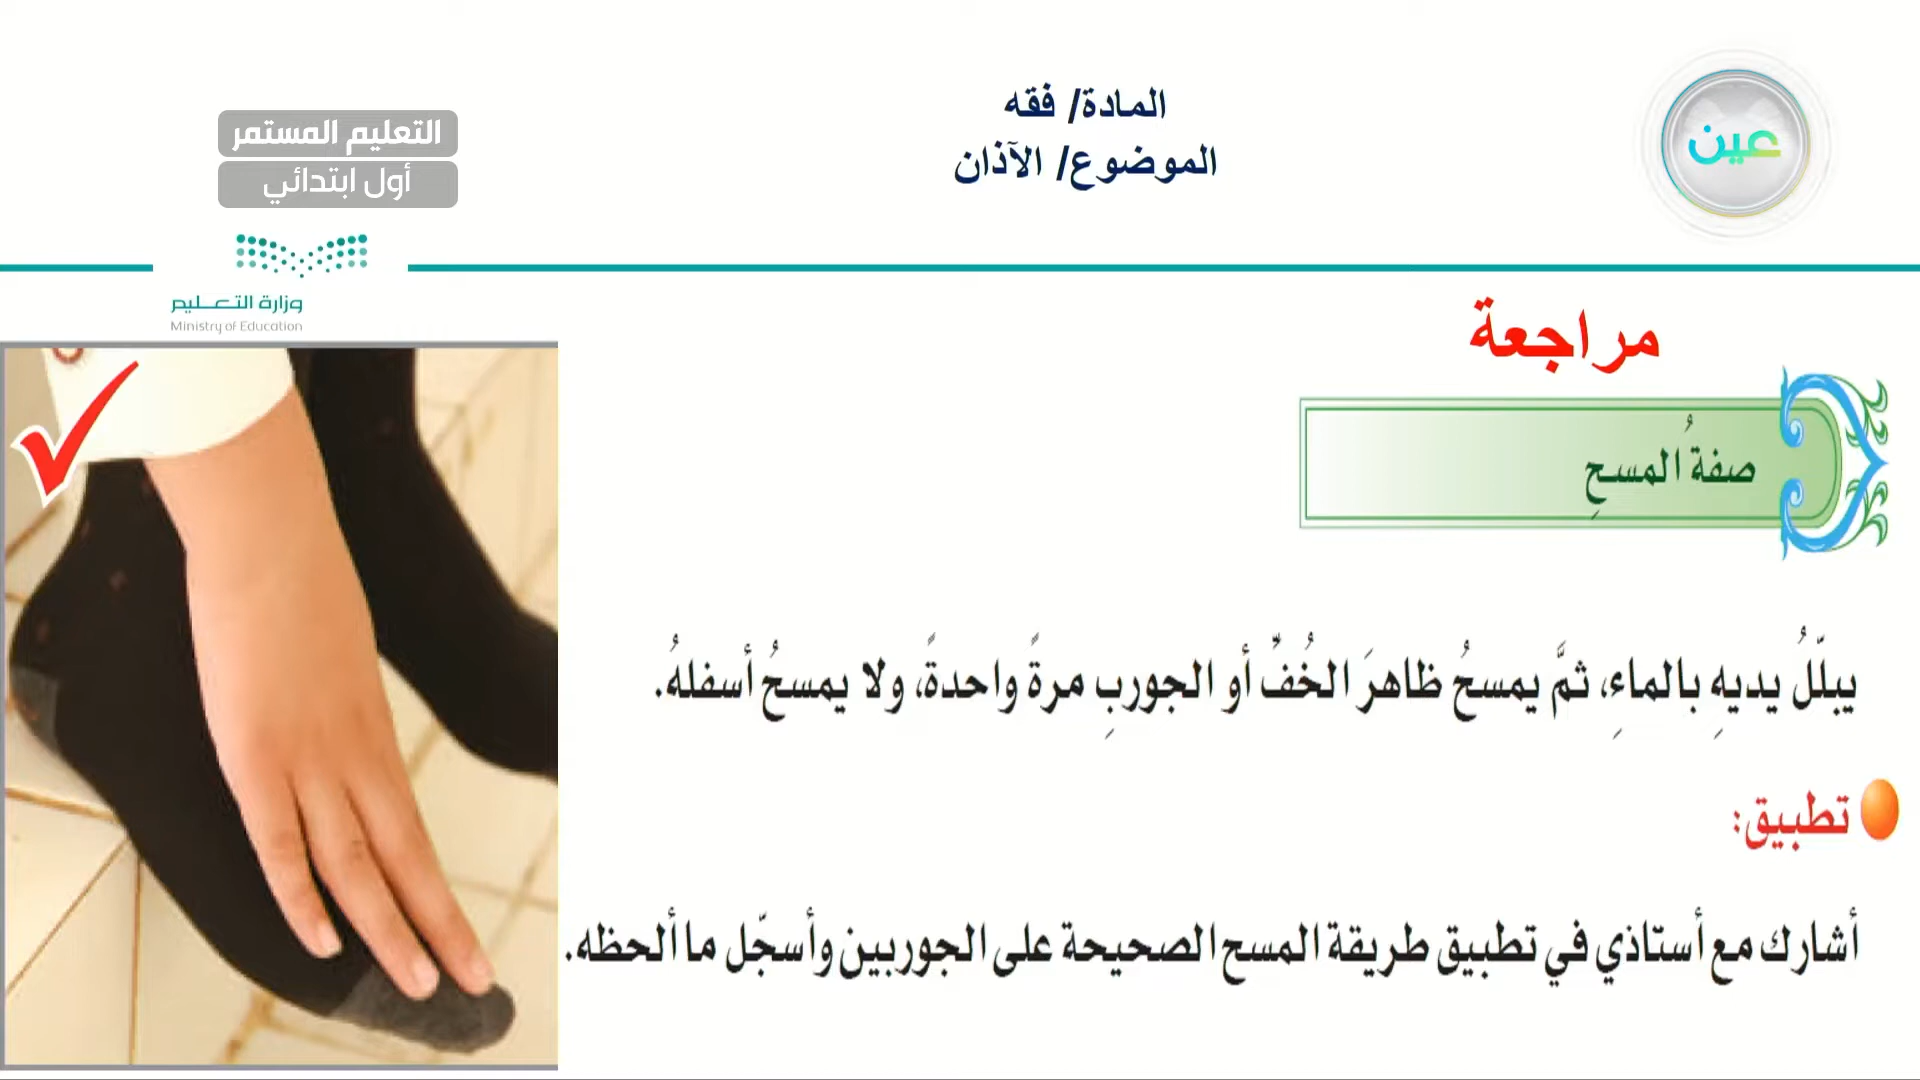 المادة/ فقه
الموضوع/ الآذان
عين
التعليم المستمر
أول ابتدائي
وزارة التعليم
Ministry of Education
مراجعة
صفةُ المسحِ
يبلّلُ يديهِ بالماءِ، ثمَّ يمسحُ ظاهرَ الخُفِّ أو الجوربِ مرةً واحدةً، ولا يمسحُ أسفلهُ.
تطبيق:
أشارك مع أستاذي في تطبيق طريقة المسح الصحيحة على الجوربين وأسجّل ما ألحظه.